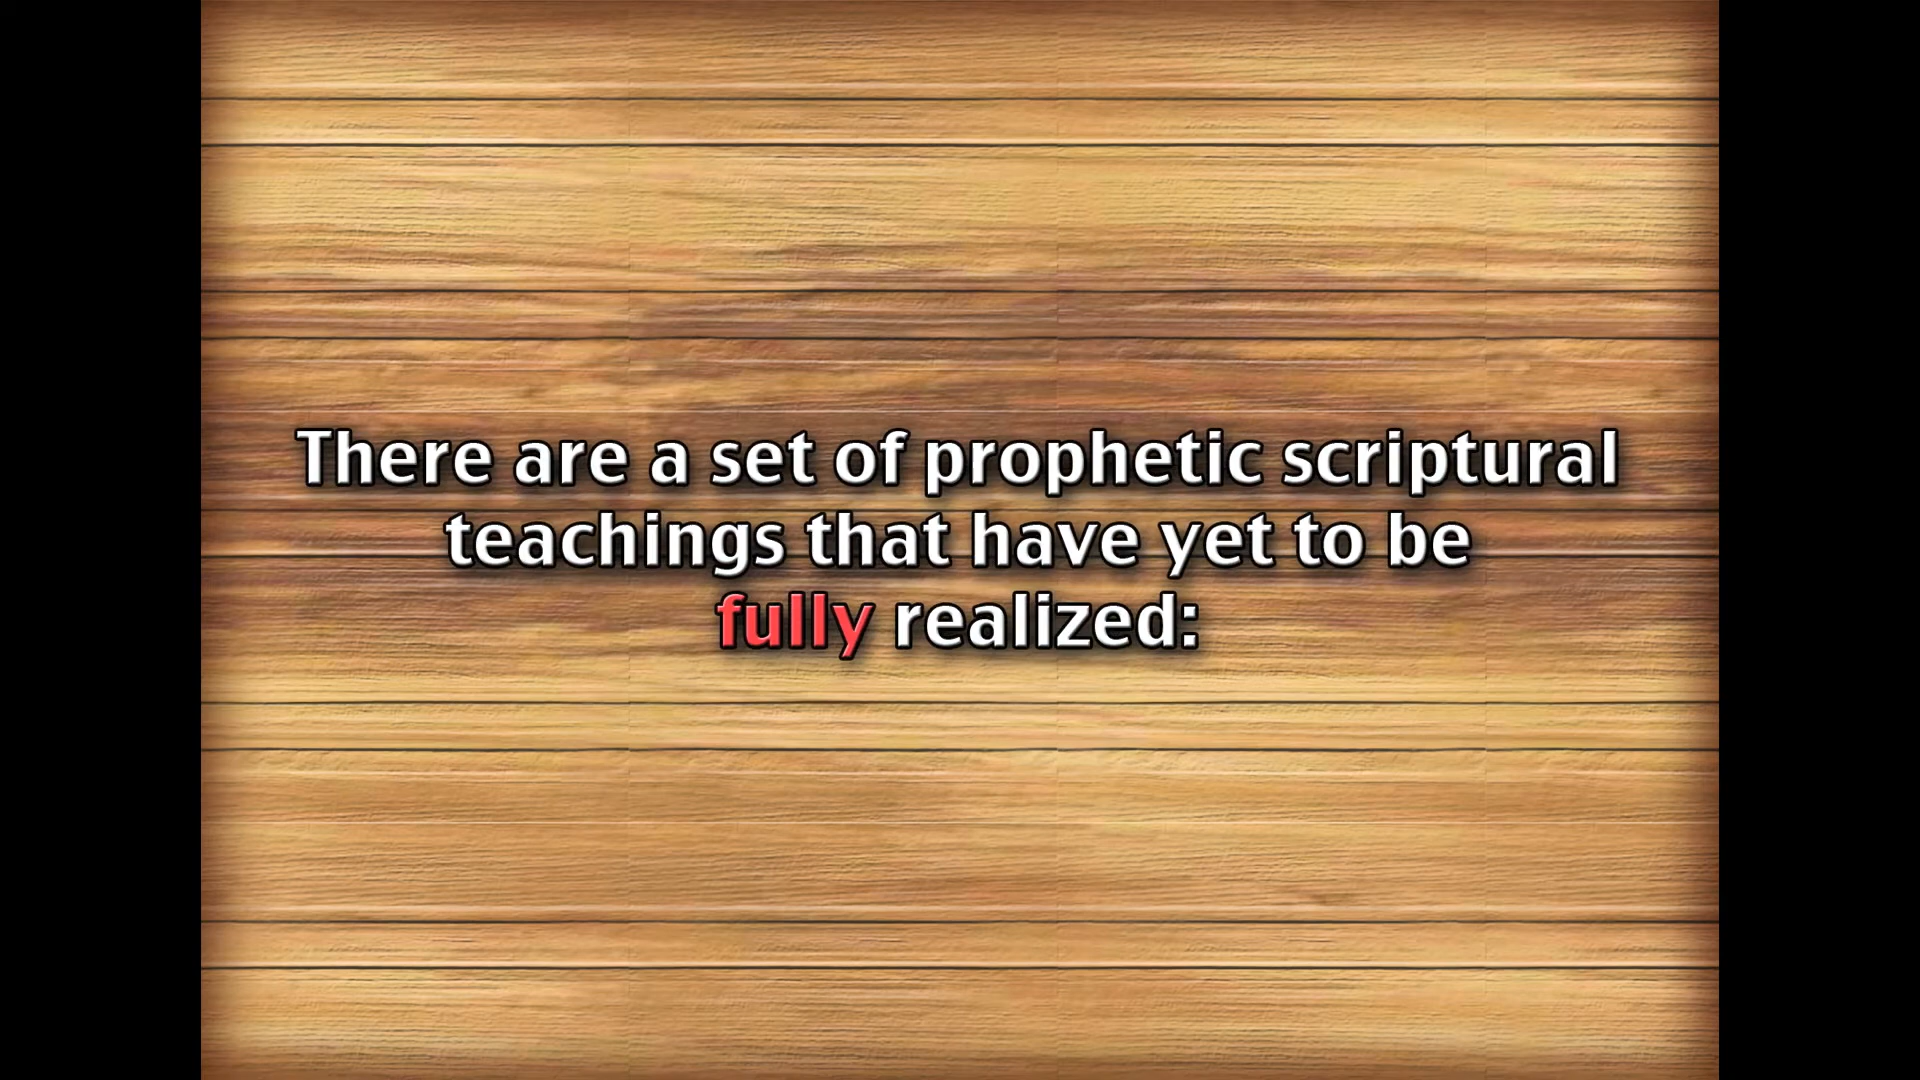 There are a set of prophetic scriptural
teachings that have yet to be
fully realized: